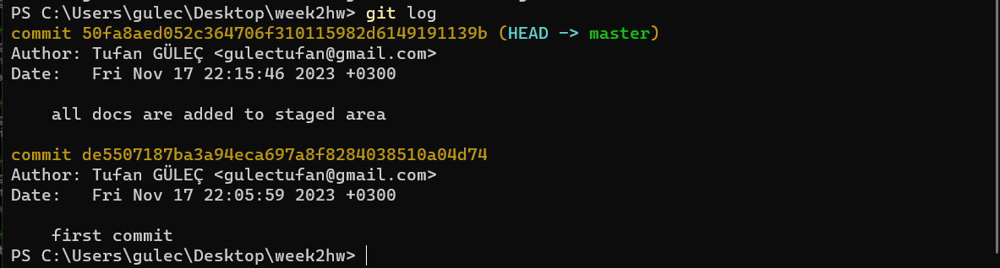 PS C:\Users\gulec\Desktop\week2hw> git log
commit 50fa8aed052c364706f310115982d6149191139b (HEAD -> master)
Author: Tufan GÜLEÇ <gulectufan@gmail.com>
Date:   Fri Nov 17 22:15:46 2023 +0300
    all docs are added to staged area
commit de5507187ba3a94eca697a8f8284038510a04d74
Author: Tufan GÜLEÇ <gulectufan@gmail.com>
Date:   Fri Nov 17 22:05:59 2023 +0300
    first commit
PS C:\Users\gulec\Desktop\week2hw>